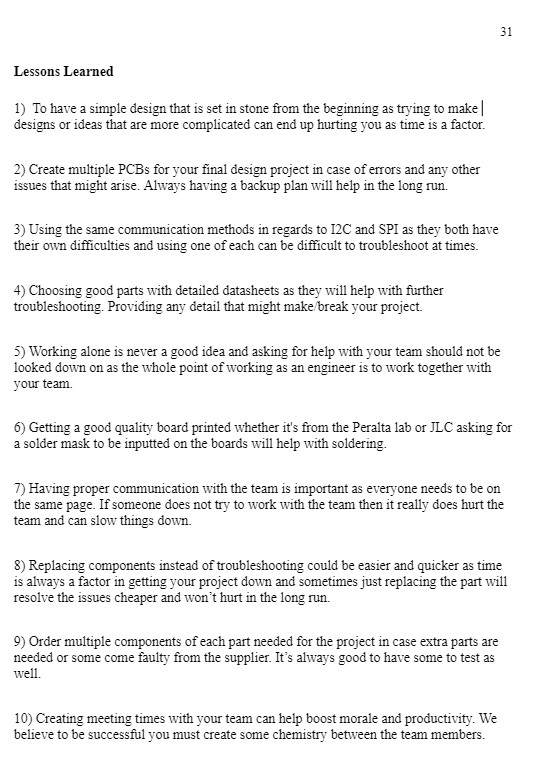 31
Lessons Learned
1)  To have a simple design that is set in stone from the beginning as trying to make
designs or ideas that are more complicated can end up hurting you as time is a factor.
2) Create multiple PCBs for your final design project in case of errors and any other
issues that might arise. Always having a backup plan will help in the long run.
3) Using the same communication methods in regards to I2C and SPI as they both have
their own difficulties and using one of each can be difficult to troubleshoot at times.
4) Choosing good parts with detailed datasheets as they will help with further
troubleshooting. Providing any detail that might make/break your project.
5) Working alone is never a good idea and asking for help with your team should not be
looked down on as the whole point of working as an engineer is to work together with
your team.
6) Getting a good quality board printed whether it's from the Peralta lab or JLC asking for
a solder mask to be inputted on the boards will help with soldering.
7) Having proper communication with the team is important as everyone needs to be on
the same page. If someone does not try to work with the team then it really does hurt the
team and can slow things down.
8) Replacing components instead of troubleshooting could be easier and quicker as time
is always a factor in getting your project down and sometimes just replacing the part will
resolve the issues cheaper and won’t hurt in the long run.
9) Order multiple components of each part needed for the project in case extra parts are
needed or some come faulty from the supplier. It’s always good to have some to test as
well.
10) Creating meeting times with your team can help boost morale and productivity. We
believe to be successful you must create some chemistry between the team members.